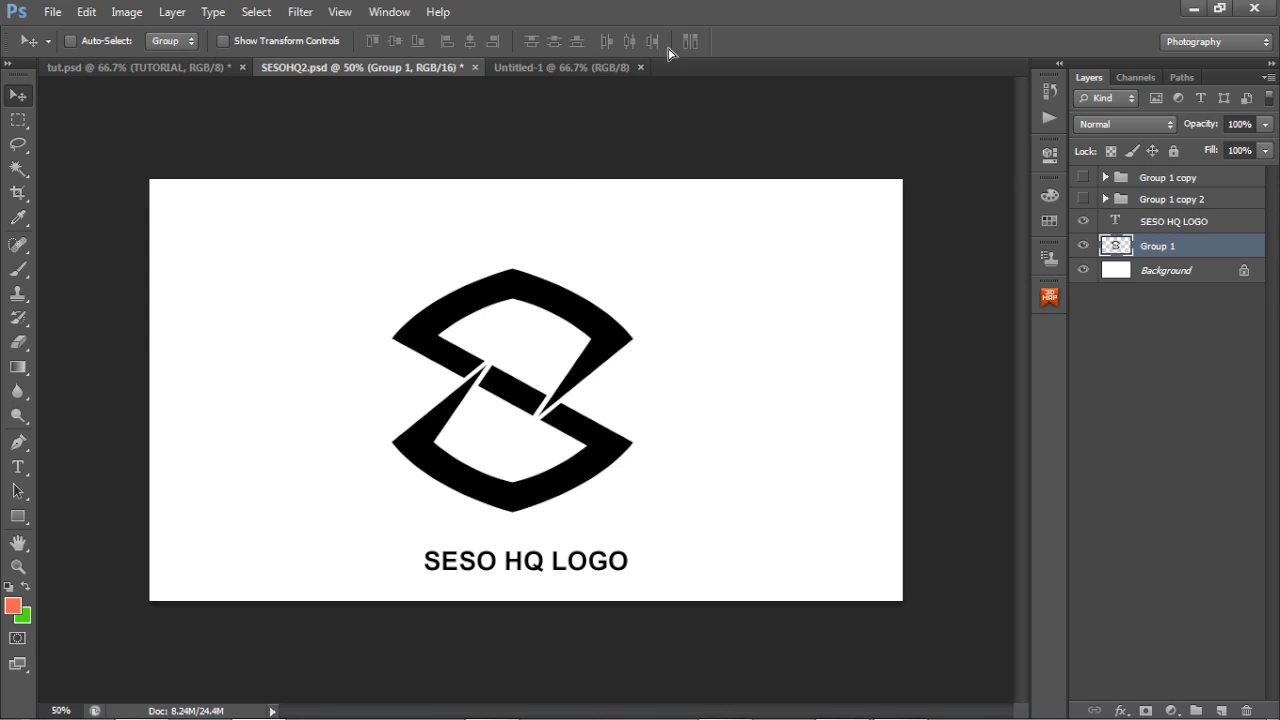 Ps File Edit Image Layer Type Select Filter View Window Help
Auto-Select: Group Show Transform Controls Photography
tut.psd @ 66.7% (TUTORIAL, RGB/8) * × SESOHQ2.psd @ 50% (Group 1, RGB/16) * × Untitled-1 @ 66.7% (RGB/8) ×
Layers Channels Paths
Kind
Normal Opacity: 100%
Lock: Fill: 100%
Group 1 copy
Group 1 copy 2
T SESO HQ LOGO
Group 1
Background
3D MAP
SESO HQ LOGO
50% Doc: 8.24M/24.4M